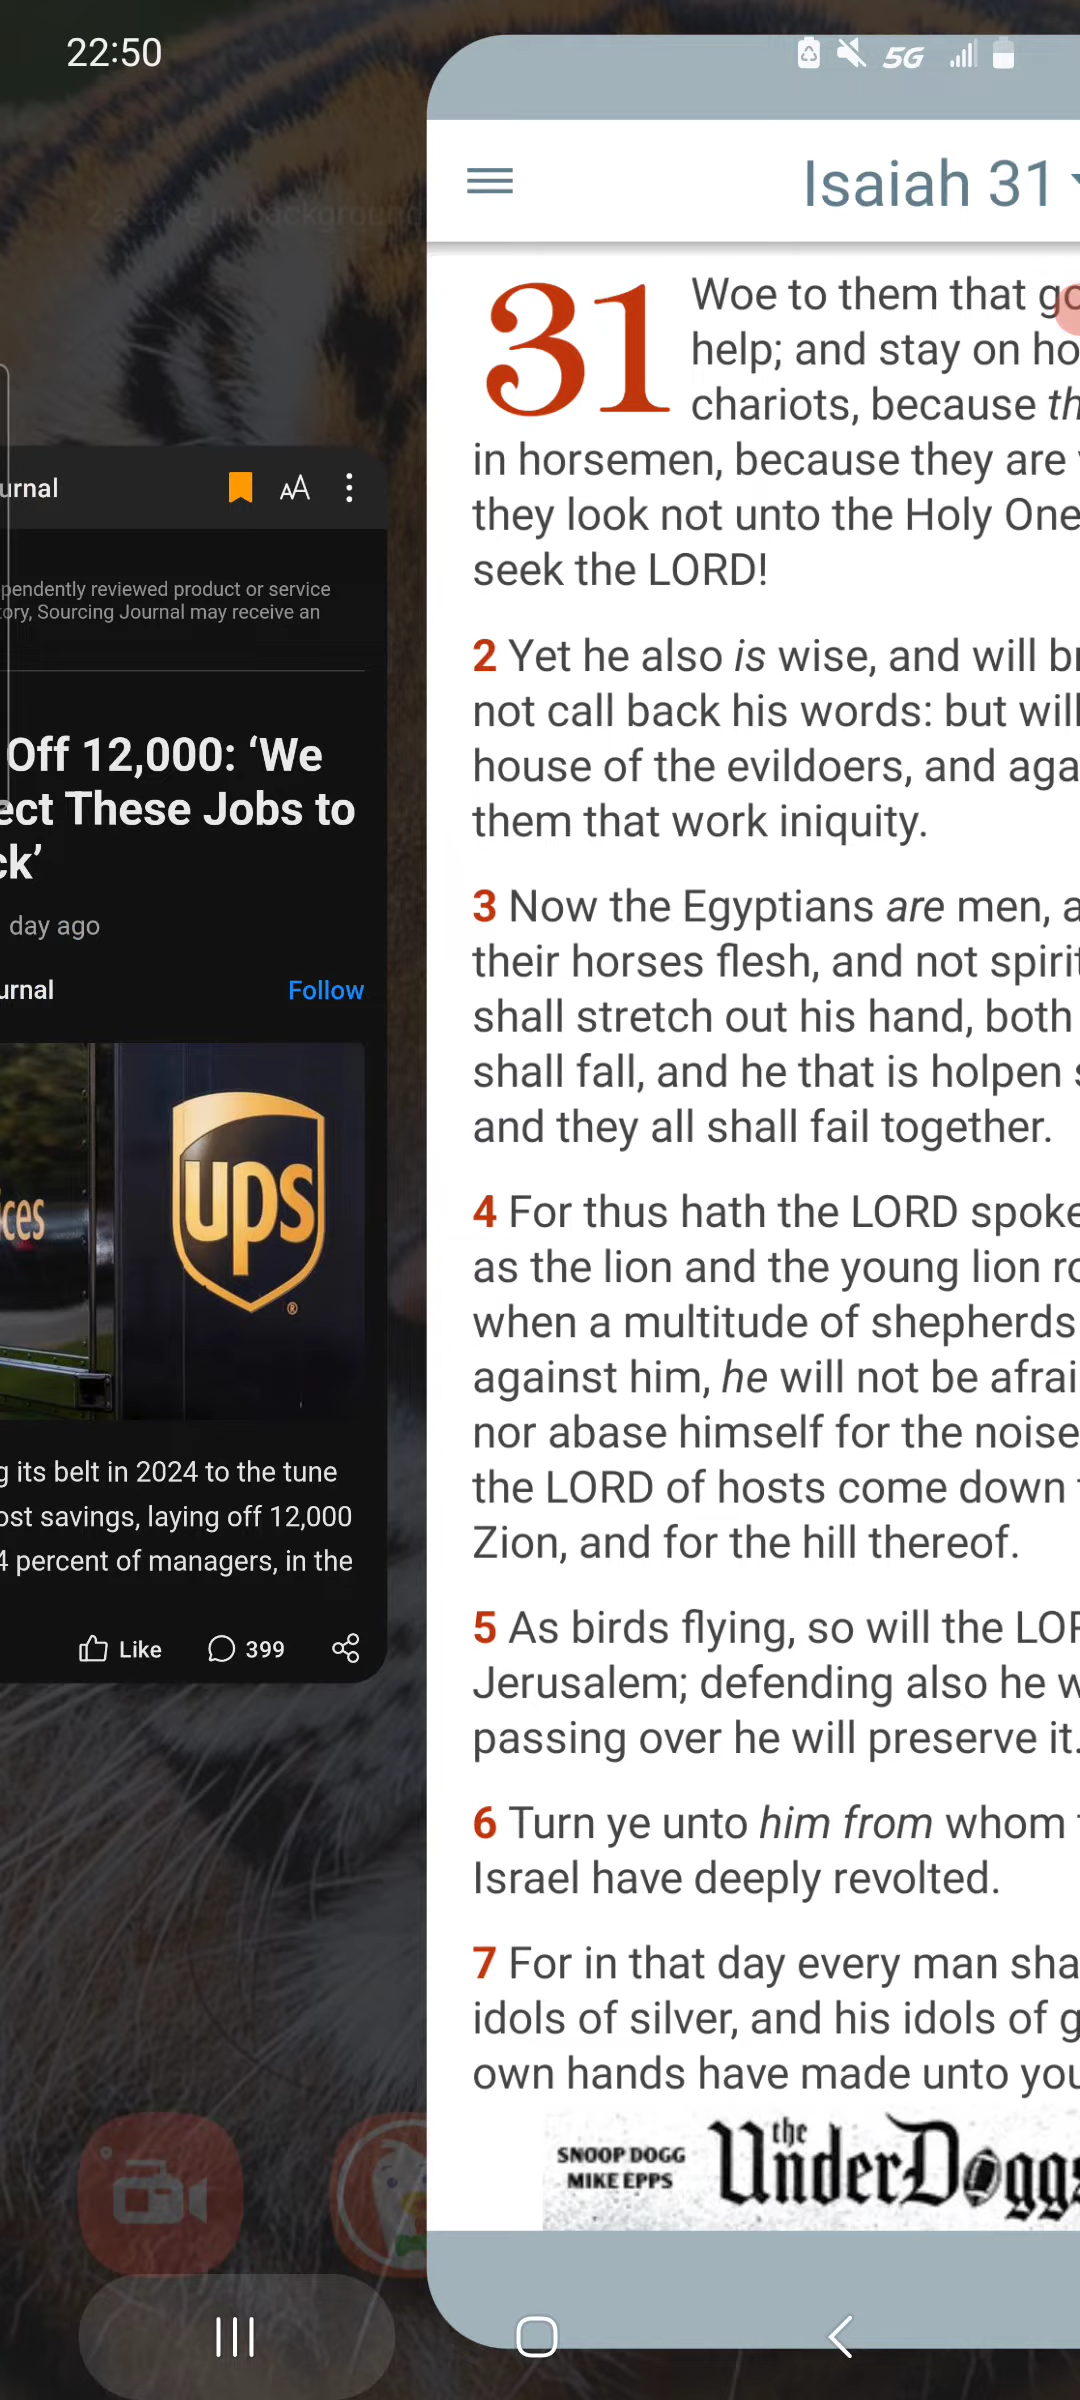 22:50
5G
2 active in background
urnal
AA
pendently reviewed product or service
tory, Sourcing Journal may receive an
Off 12,000: ‘We
ect These Jobs to
ck’
day ago
urnal
Follow
ices
ups
®
g its belt in 2024 to the tune
ost savings, laying off 12,000
4 percent of managers, in the
Like
399
Isaiah 31
31 Woe to them that go
help; and stay on ho
chariots, because th
in horsemen, because they are
they look not unto the Holy One
seek the LORD!
2 Yet he also is wise, and will br
not call back his words: but will
house of the evildoers, and aga
them that work iniquity.
3 Now the Egyptians are men, a
their horses flesh, and not spirit
shall stretch out his hand, both
shall fall, and he that is holpen s
and they all shall fail together.
4 For thus hath the LORD spoke
as the lion and the young lion ro
when a multitude of shepherds
against him, he will not be afrai
nor abase himself for the noise
the LORD of hosts come down
Zion, and for the hill thereof.
5 As birds flying, so will the LOR
Jerusalem; defending also he w
passing over he will preserve it.
6 Turn ye unto him from whom
Israel have deeply revolted.
7 For in that day every man sha
idols of silver, and his idols of g
own hands have made unto you
SNOOP DOGG
MIKE EPPS
the
UnderDoggs